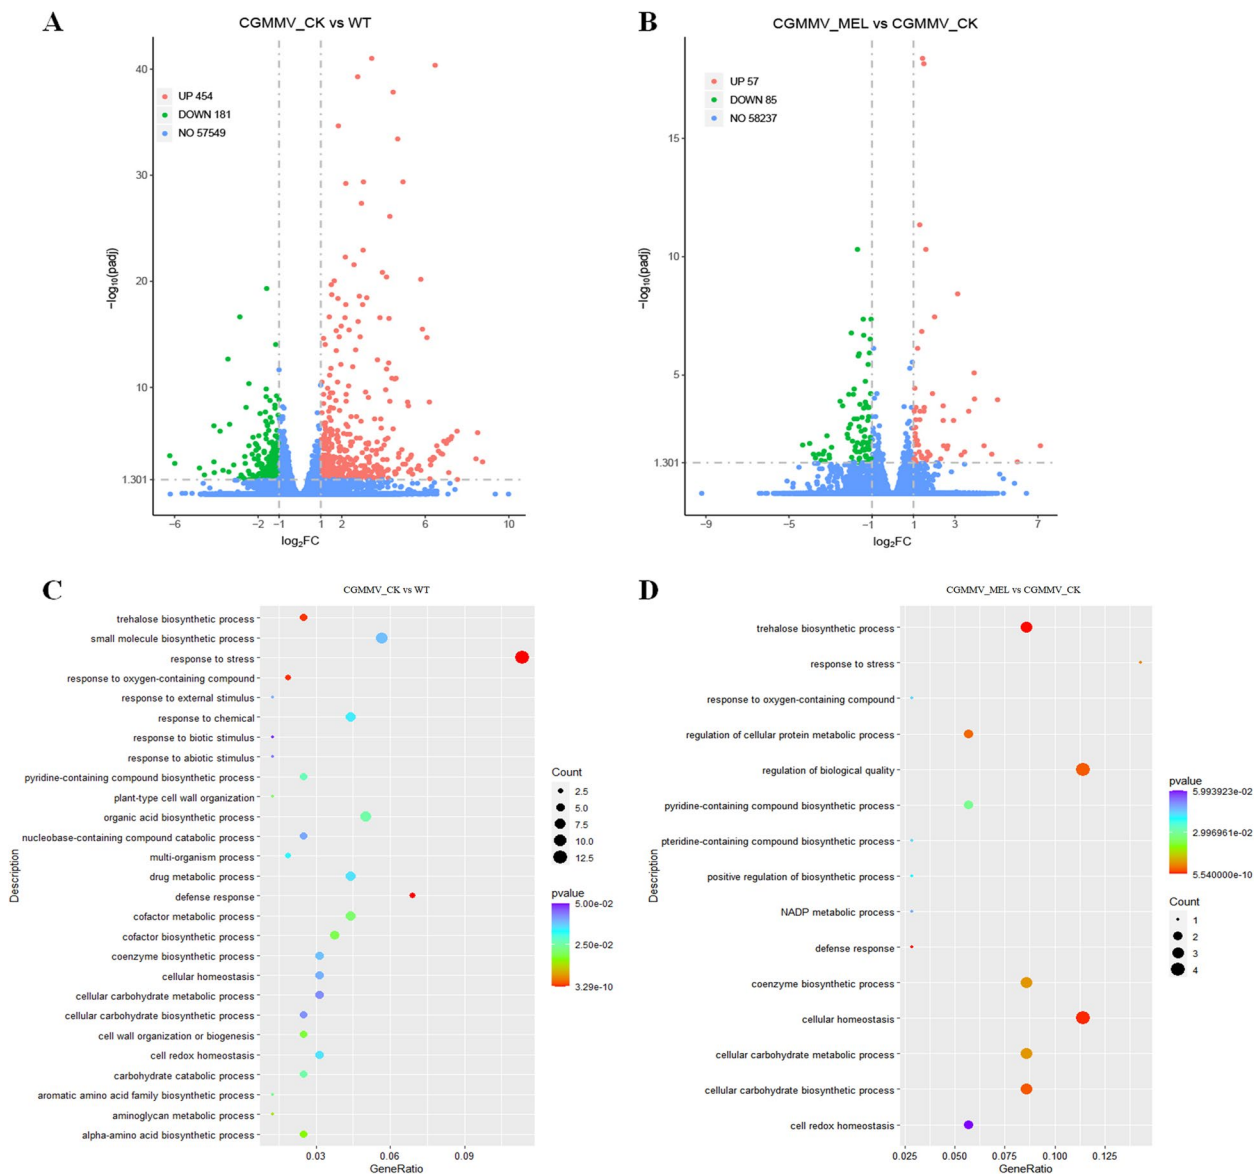 A
CGMMV_CK vs WT
UP 454
DOWN 181
NO 57549
−log₁₀(padj)
40
30
20
10
1.301
−6
−2
−1
1
2
6
10
log₂FC
B
CGMMV_MEL vs CGMMV_CK
UP 57
DOWN 85
NO 58237
−log₁₀(padj)
15
10
5
1.301
−9
−5
−1
1
3
7
log₂FC
C
CGMMV_CK vs WT
Description
trehalose biosynthetic process
small molecule biosynthetic process
response to stress
response to oxygen-containing compound
response to external stimulus
response to chemical
response to biotic stimulus
response to abiotic stimulus
pyridine-containing compound biosynthetic process
plant-type cell wall organization
organic acid biosynthetic process
nucleobase-containing compound catabolic process
multi-organism process
drug metabolic process
defense response
cofactor metabolic process
cofactor biosynthetic process
coenzyme biosynthetic process
cellular homeostasis
cellular carbohydrate metabolic process
cellular carbohydrate biosynthetic process
cell wall organization or biogenesis
cell redox homeostasis
carbohydrate catabolic process
aromatic amino acid family biosynthetic process
aminoglycan metabolic process
alpha-amino acid biosynthetic process
0.03
0.06
0.09
GeneRatio
Count
2.5
5.0
7.5
10.0
12.5
pvalue
5.00e-02
2.50e-02
3.29e-10
D
CGMMV_MEL vs CGMMV_CK
Description
trehalose biosynthetic process
response to stress
response to oxygen-containing compound
regulation of cellular protein metabolic process
regulation of biological quality
pyridine-containing compound biosynthetic process
pteridine-containing compound biosynthetic process
positive regulation of biosynthetic process
NADP metabolic process
defense response
coenzyme biosynthetic process
cellular homeostasis
cellular carbohydrate metabolic process
cellular carbohydrate biosynthetic process
cell redox homeostasis
0.025
0.050
0.075
0.100
0.125
GeneRatio
pvalue
5.993923e-02
2.996961e-02
5.540000e-10
Count
1
2
3
4